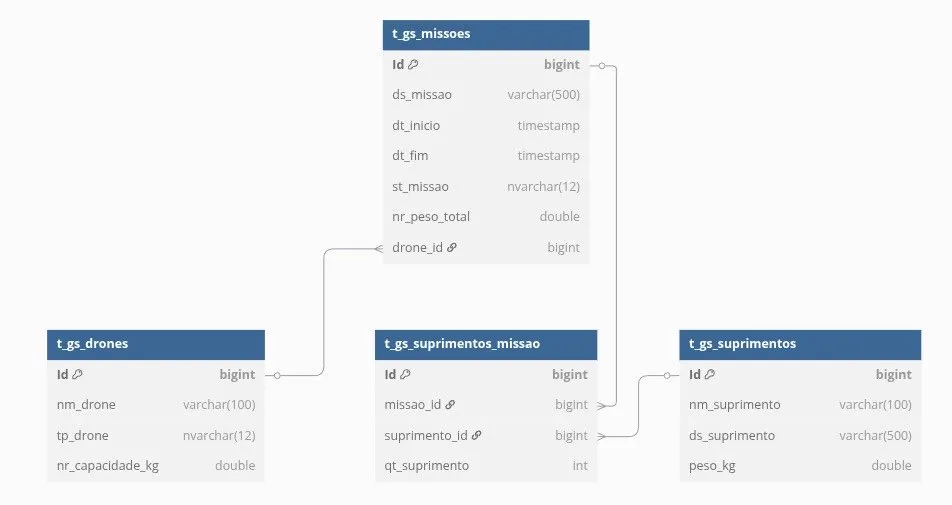 t_gs_missoes
Id bigint
ds_missao varchar(500)
dt_inicio timestamp
dt_fim timestamp
st_missao nvarchar(12)
nr_peso_total double
drone_id bigint
t_gs_drones
Id bigint
nm_drone varchar(100)
tp_drone nvarchar(12)
nr_capacidade_kg double
t_gs_suprimentos_missao
Id bigint
missao_id bigint
suprimento_id bigint
qt_suprimento int
t_gs_suprimentos
Id bigint
nm_suprimento varchar(100)
ds_suprimento varchar(500)
peso_kg double